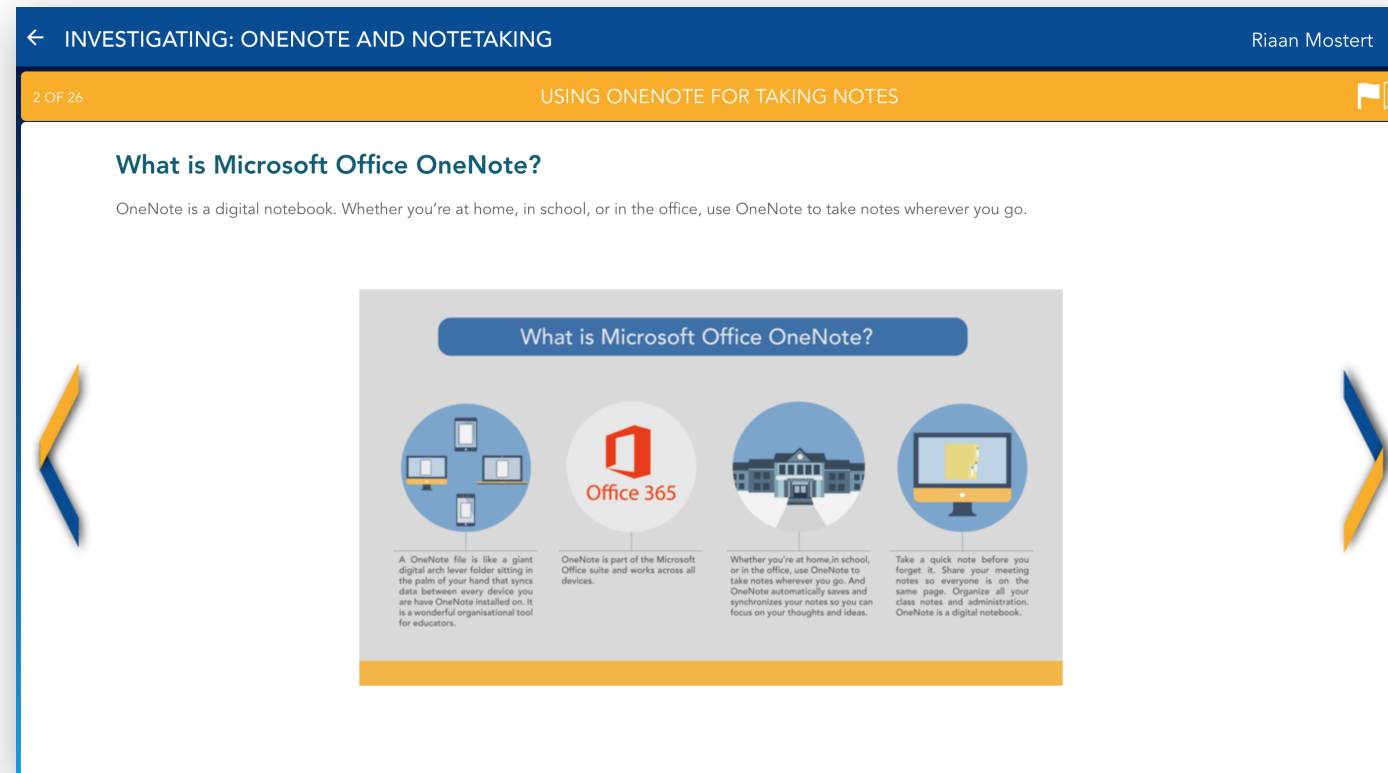 INVESTIGATING: ONENOTE AND NOTETAKING
Riaan Mostert
2 OF 26
USING ONENOTE FOR TAKING NOTES
What is Microsoft Office OneNote?
OneNote is a digital notebook. Whether you're at home, in school, or in the office, use OneNote to take notes wherever you go.
What is Microsoft Office OneNote?
Office 365
A OneNote file is like a giant
digital arch lever folder sitting in
the palm of your hand that syncs
data between every device you
are have OneNote installed on. It
is a wonderful organisational tool
for educators.
OneNote is part of the Microsoft
Office suite and works across all
devices.
Whether you're at home,in school,
or in the office, use OneNote to
take notes wherever you go. And
OneNote automatically saves and
synchronizes your notes so you can
focus on your thoughts and ideas.
Take a quick note before you
forget it. Share your meeting
notes so everyone is on the
same page. Organize all your
class notes and administration.
OneNote is a digital notebook.